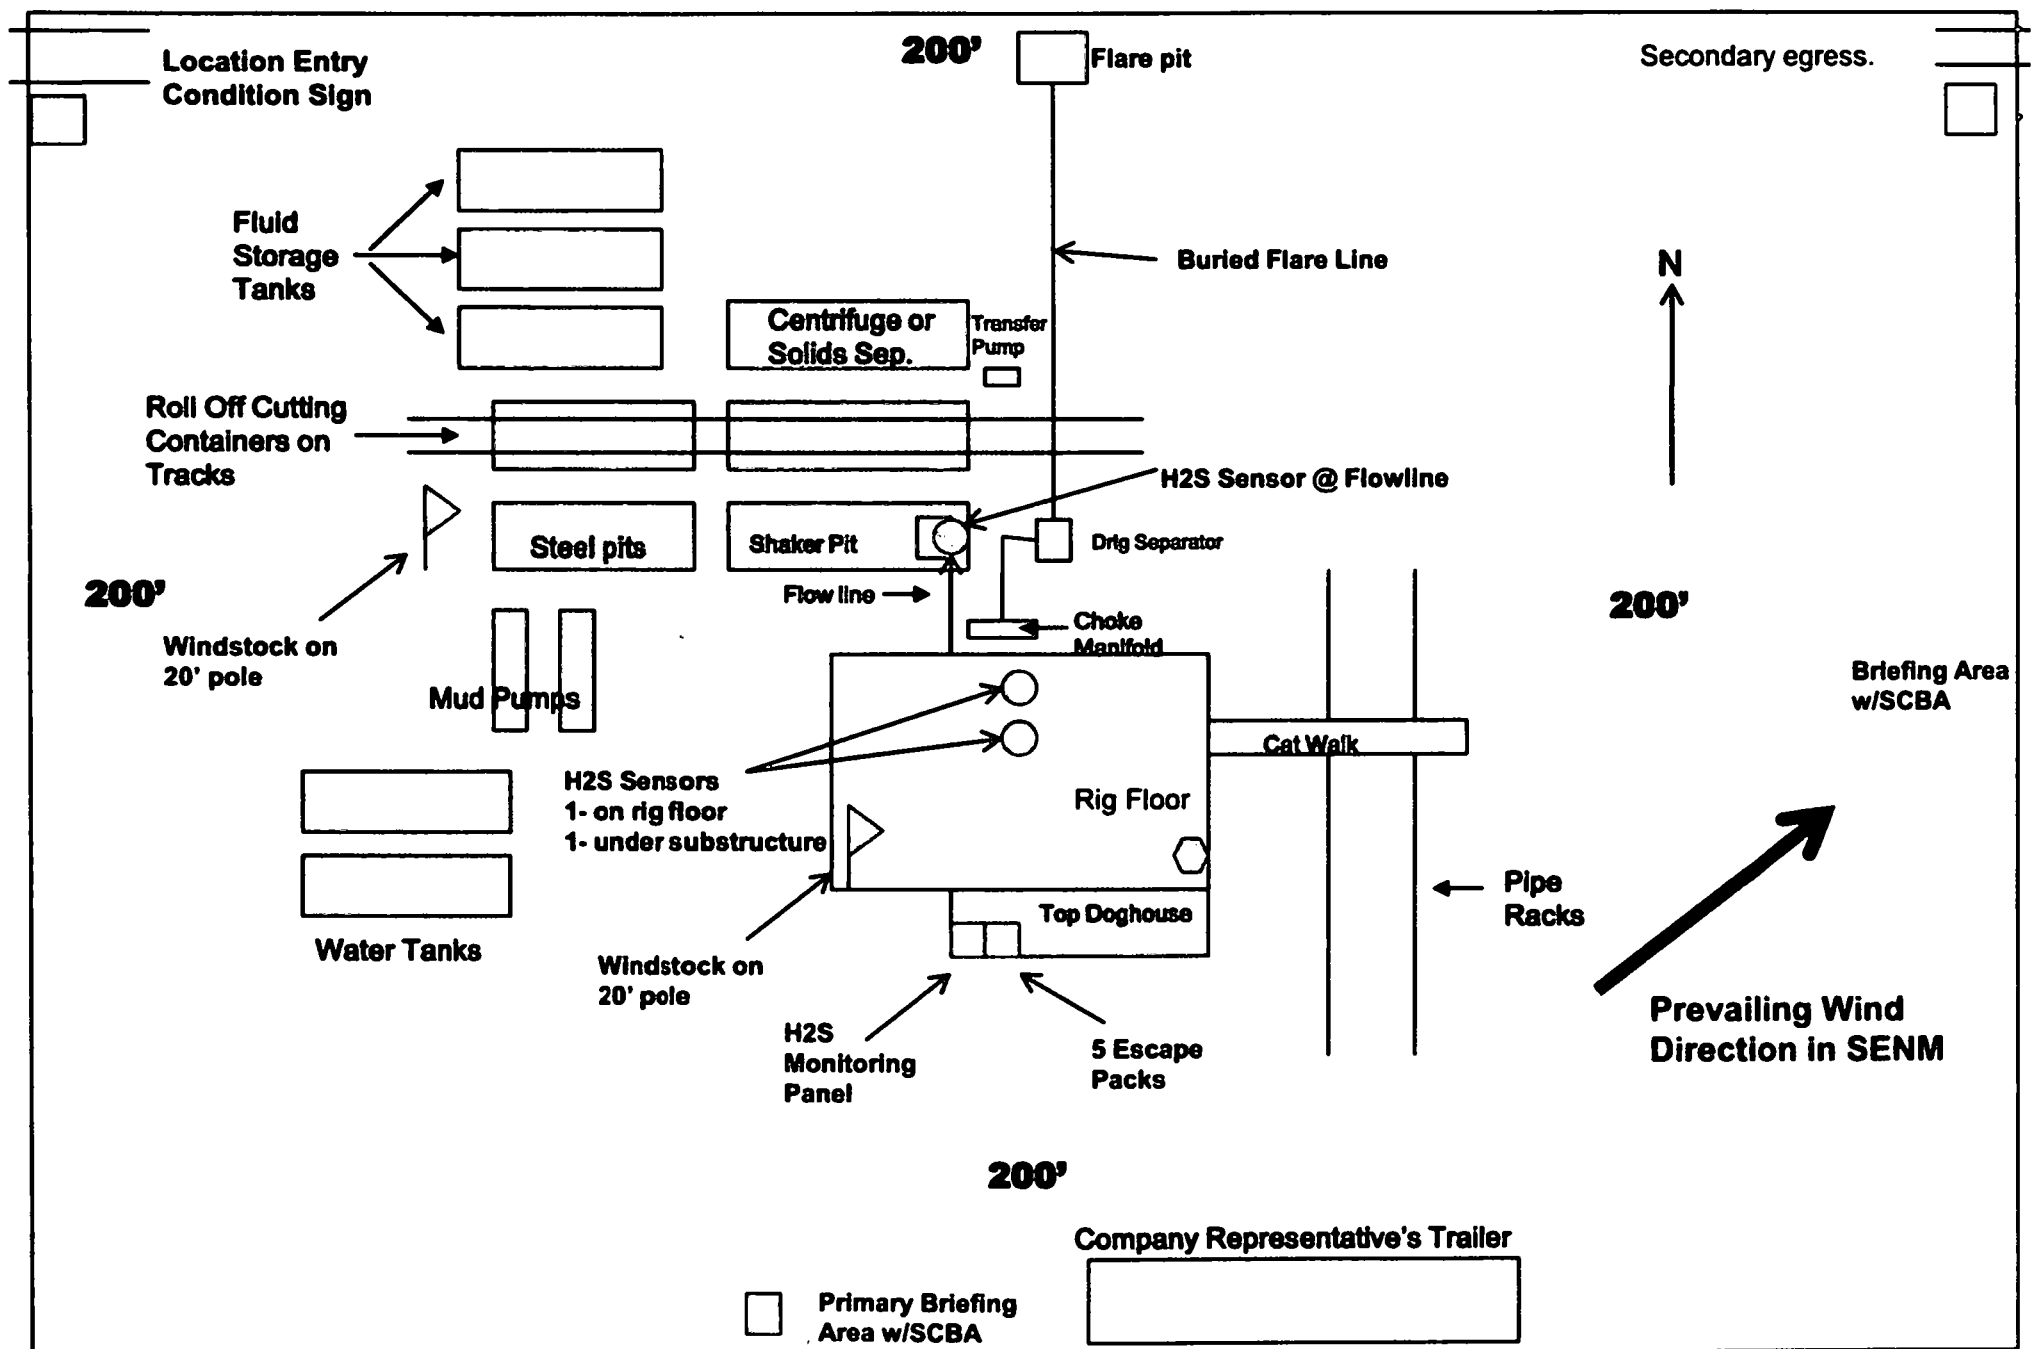 Location Entry
Condition Sign
200’
Flare pit
Secondary egress.
Fluid
Storage
Tanks
Buried Flare Line
N
Centrifuge or
Solids Sep.
Transfer
Pump
Roll Off Cutting
Containers on
Tracks
H2S Sensor @ Flowline
Steel pits
Shaker Pit
Drlg Separator
200’
Flow line
200’
Choke
Manifold
Windstock on
20’ pole
Briefing Area
w/SCBA
Mud Pumps
Cat Walk
H2S Sensors
1- on rig floor
1- under substructure
Rig Floor
Pipe
Racks
Top Doghouse
Water Tanks
Windstock on
20’ pole
Prevailing Wind
Direction in SENM
H2S
Monitoring
Panel
5 Escape
Packs
200’
Company Representative’s Trailer
Primary Briefing
Area w/SCBA